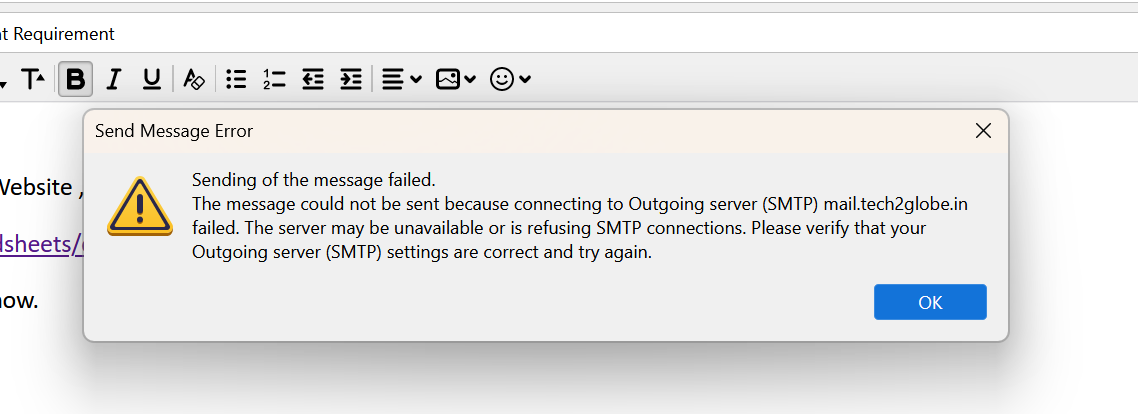 Requirement
B I U
Send Message Error
Website ,
Sending of the message failed.
The message could not be sent because connecting to Outgoing server (SMTP) mail.tech2globe.in
failed. The server may be unavailable or is refusing SMTP connections. Please verify that your
Outgoing server (SMTP) settings are correct and try again.
OK